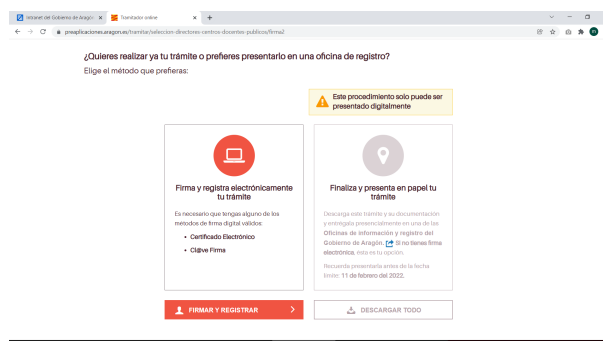 Intranet del Gobierno de Aragón
Tramitador online
preaplicaciones.aragon.es/tramitar/seleccion-directores-centros-docentes-publicos/firma2
¿Quieres realizar ya tu trámite o prefieres presentarlo en una oficina de registro?
Elige el método que prefieras:
Este procedimiento solo puede ser
presentado digitalmente
Firma y registra electrónicamente
tu trámite
Es necesario que tengas alguno de los
métodos de firma digital válidos:
• Certificado Electrónico
• Cl@ve Firma
FIRMAR Y REGISTRAR
Finaliza y presenta en papel tu
trámite
Descarga este trámite y su documentación
y entrégala presencialmente en una de las
Oficinas de información y registro del
Gobierno de Aragón. Si no tienes firma
electrónica, esta es tu opción.
Recuerda presentarla antes de la fecha
límite: 11 de febrero del 2022.
DESCARGAR TODO